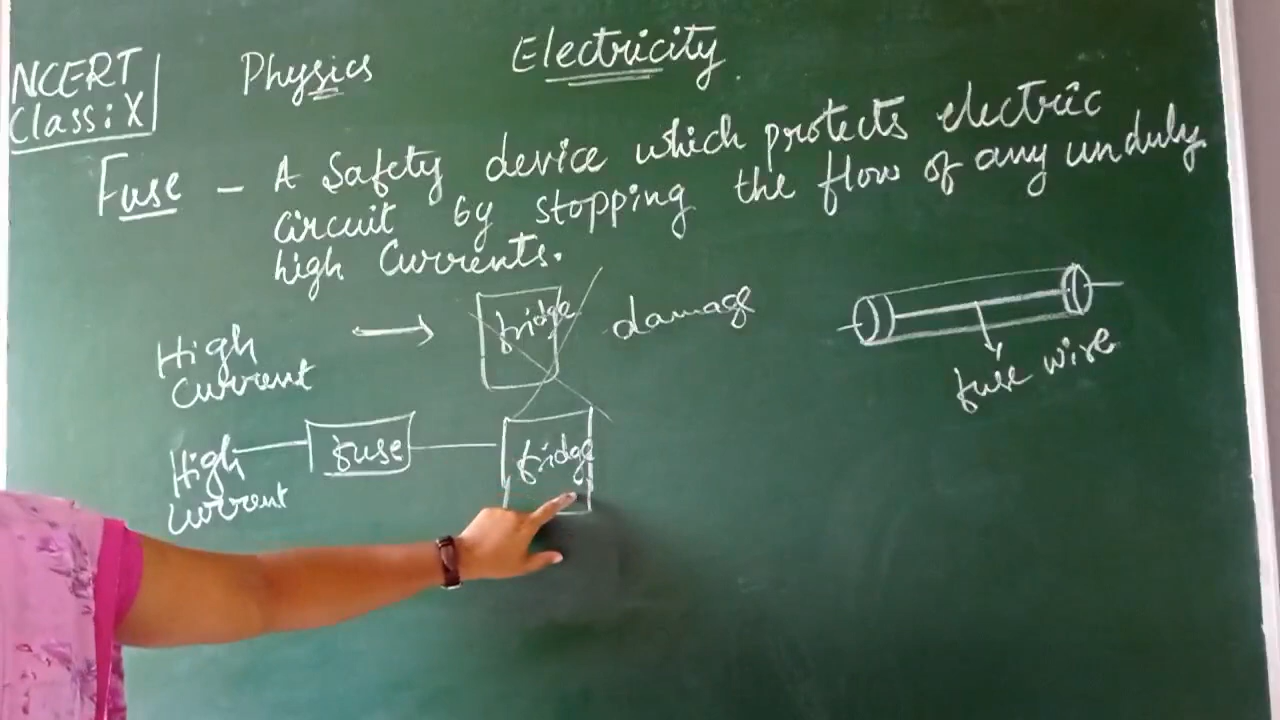 NCERT Physics Electricity
Class: X
Fuse – A Safety device which protects electric
circuit by stopping the flow of any unduly
high currents.
High Current → fridge damage
High current fuse fridge
fuse wire